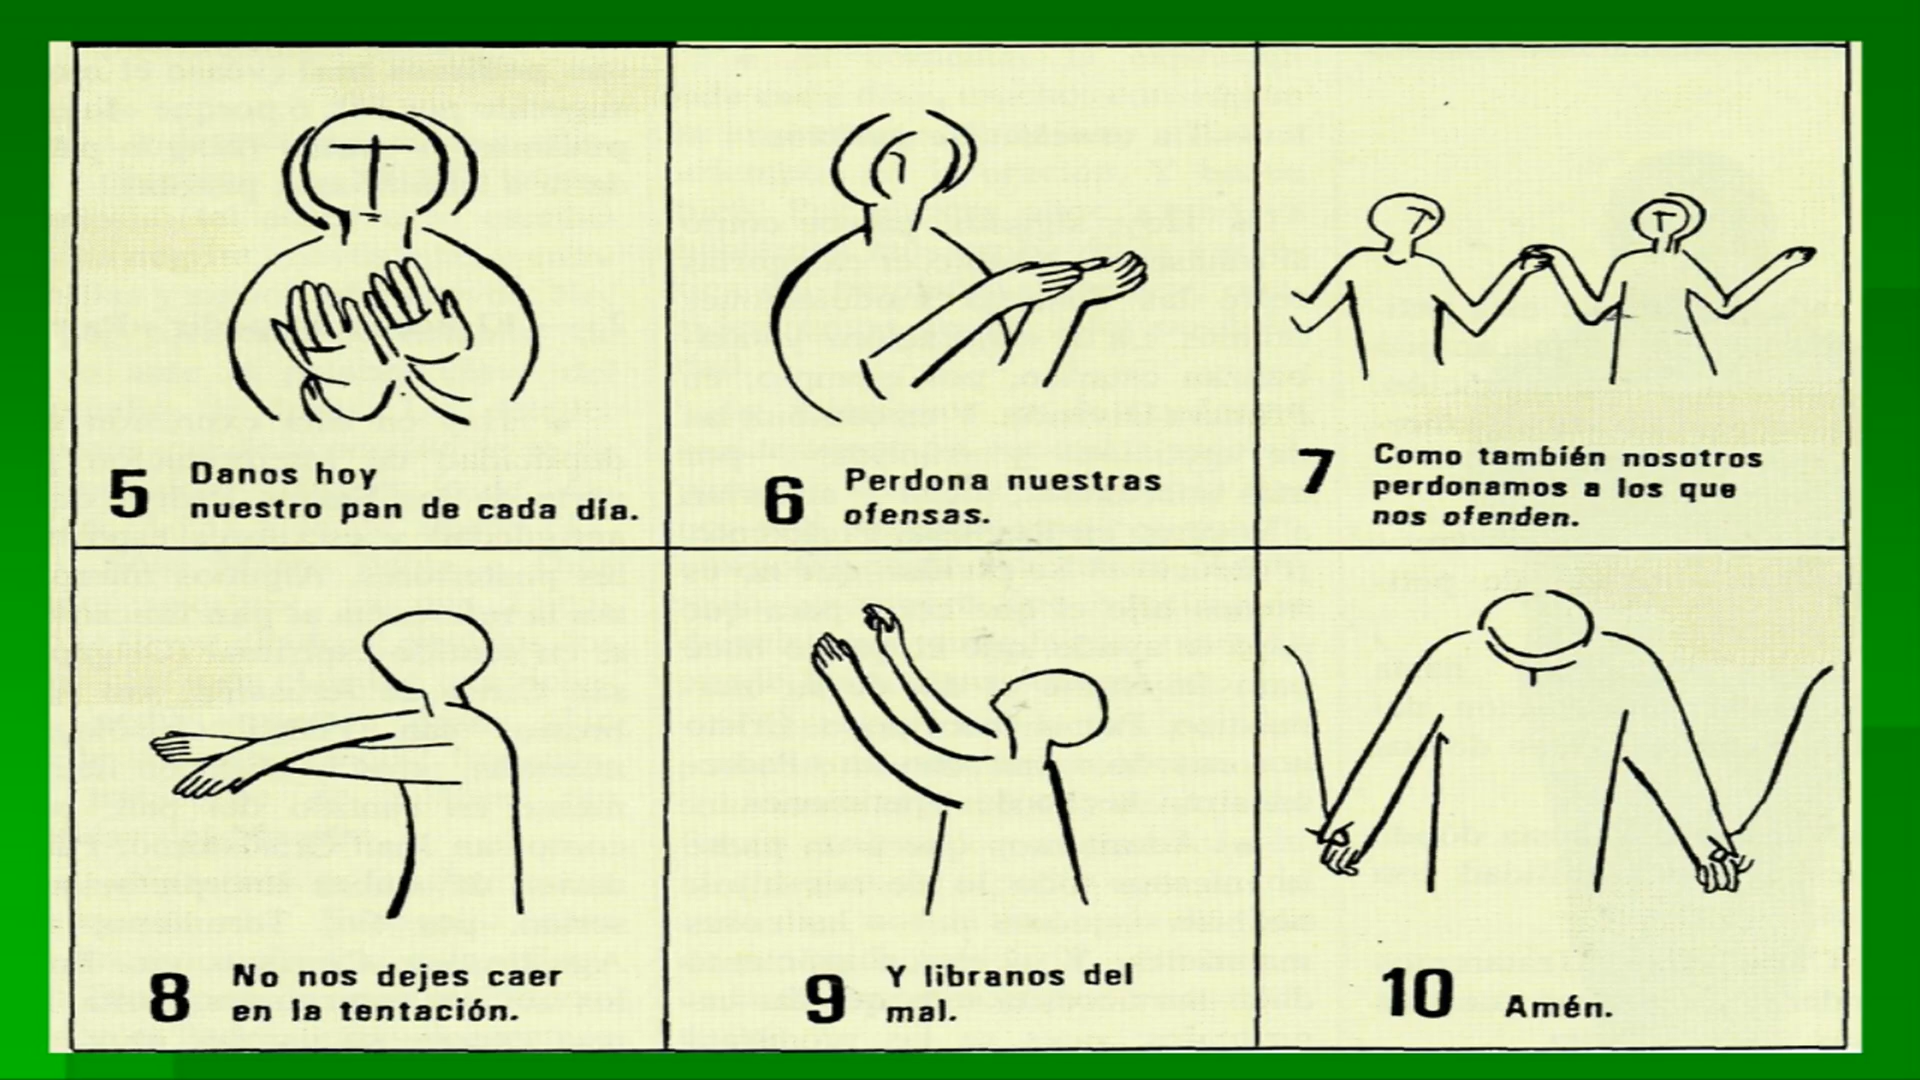 5 Danos hoy
nuestro pan de cada día.
6 Perdona nuestras
ofensas.
7 Como también nosotros
perdonamos a los que
nos ofenden.
8 No nos dejes caer
en la tentación.
9 Y libranos del
mal.
10 Amén.